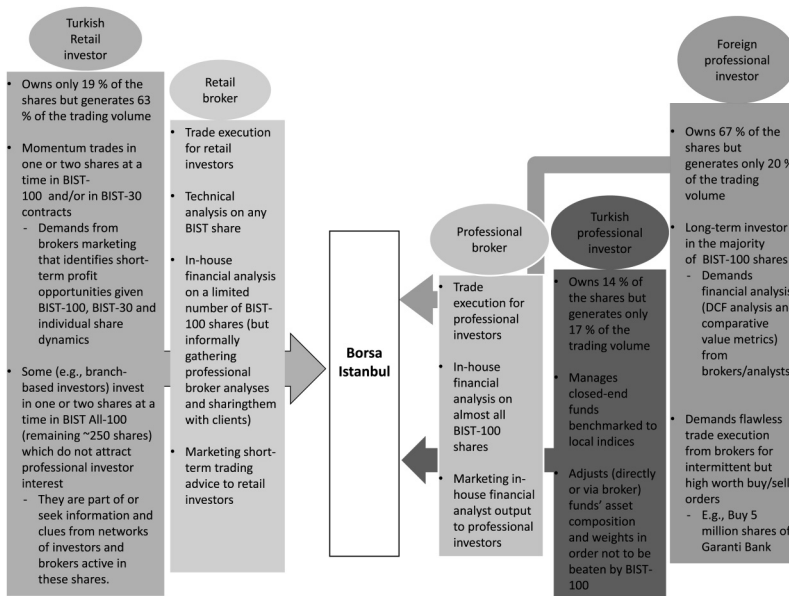 Turkish
Retail
investor
• Owns only 19 % of the
shares but generates 63
% of the trading volume
• Momentum trades in
one or two shares at a
time in BIST-
100 and/or in BIST-30
contracts
- Demands from
brokers marketing
that identifies short-
term profit
opportunities given
BIST-100, BIST-30 and
individual share
dynamics
• Some (e.g., branch-
based investors) invest
in one or two shares at a
time in BIST All-100
(remaining ~250 shares)
which do not attract
professional investor
interest
- They are part of or
seek information and
clues from networks
of investors and
brokers active in
these shares.
Retail
broker
• Trade execution
for retail
investors
• Technical
analysis on any
BIST share
• In-house
financial analysis
on a limited
number of BIST-
100 shares (but
informally
gathering
professional
broker analyses
and sharingthem
with clients)
• Marketing short-
term trading
advice to retail
investors
Borsa
Istanbul
Professional
broker
• Trade
execution for
professional
investors
• In-house
financial
analysis on
almost all
BIST-100
shares
• Marketing in-
house financial
analyst output
to professional
investors
Turkish
professional
investor
• Owns 14 % of
the shares but
generates only
17 % of the
trading volume
• Manages
closed-end
funds
benchmarked to
local indices
• Adjusts (directly
or via broker)
funds’ asset
composition
and weights in
order not to be
beaten by BIST-
100
Foreign
professional
investor
• Owns 67 % of the
shares but
generates only 20 %
of the trading
volume
• Long-term investor
in the majority
of BIST-100 shares
- Demands
financial analysis
(DCF analysis an
comparative
value metrics)
from
brokers/analysts
• Demands flawless
trade execution
from brokers for
intermittent but
high worth buy/sell
orders
- E.g., Buy 5
million shares of
Garanti Bank